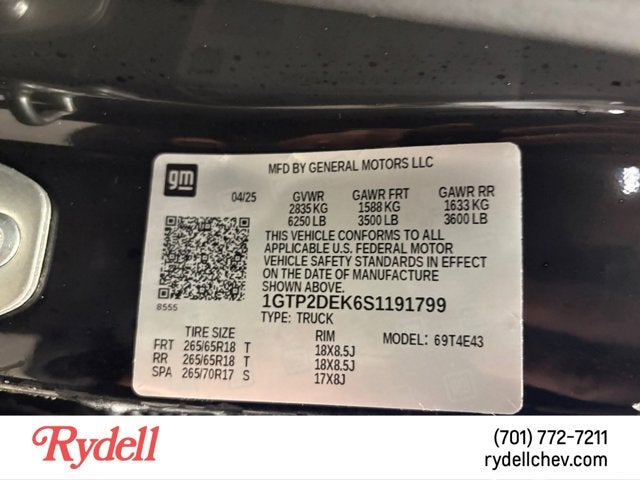 gm
MFD BY GENERAL MOTORS LLC
04/25 GVWR GAWR FRT GAWR RR
2835 KG 1588 KG 1633 KG
6250 LB 3500 LB 3600 LB
THIS VEHICLE CONFORMS TO ALL
APPLICABLE U.S. FEDERAL MOTOR
VEHICLE SAFETY STANDARDS IN EFFECT
ON THE DATE OF MANUFACTURE
SHOWN ABOVE.
8555
1GTP2DEK6S1191799
TYPE: TRUCK
TIRE SIZE RIM MODEL: 69T4E43
FRT 265/65R18 T 18X8.5J
RR 265/65R18 T 18X8.5J
SPA 265/70R17 S 17X8J
Rydell
(701) 772-7211
rydellchev.com